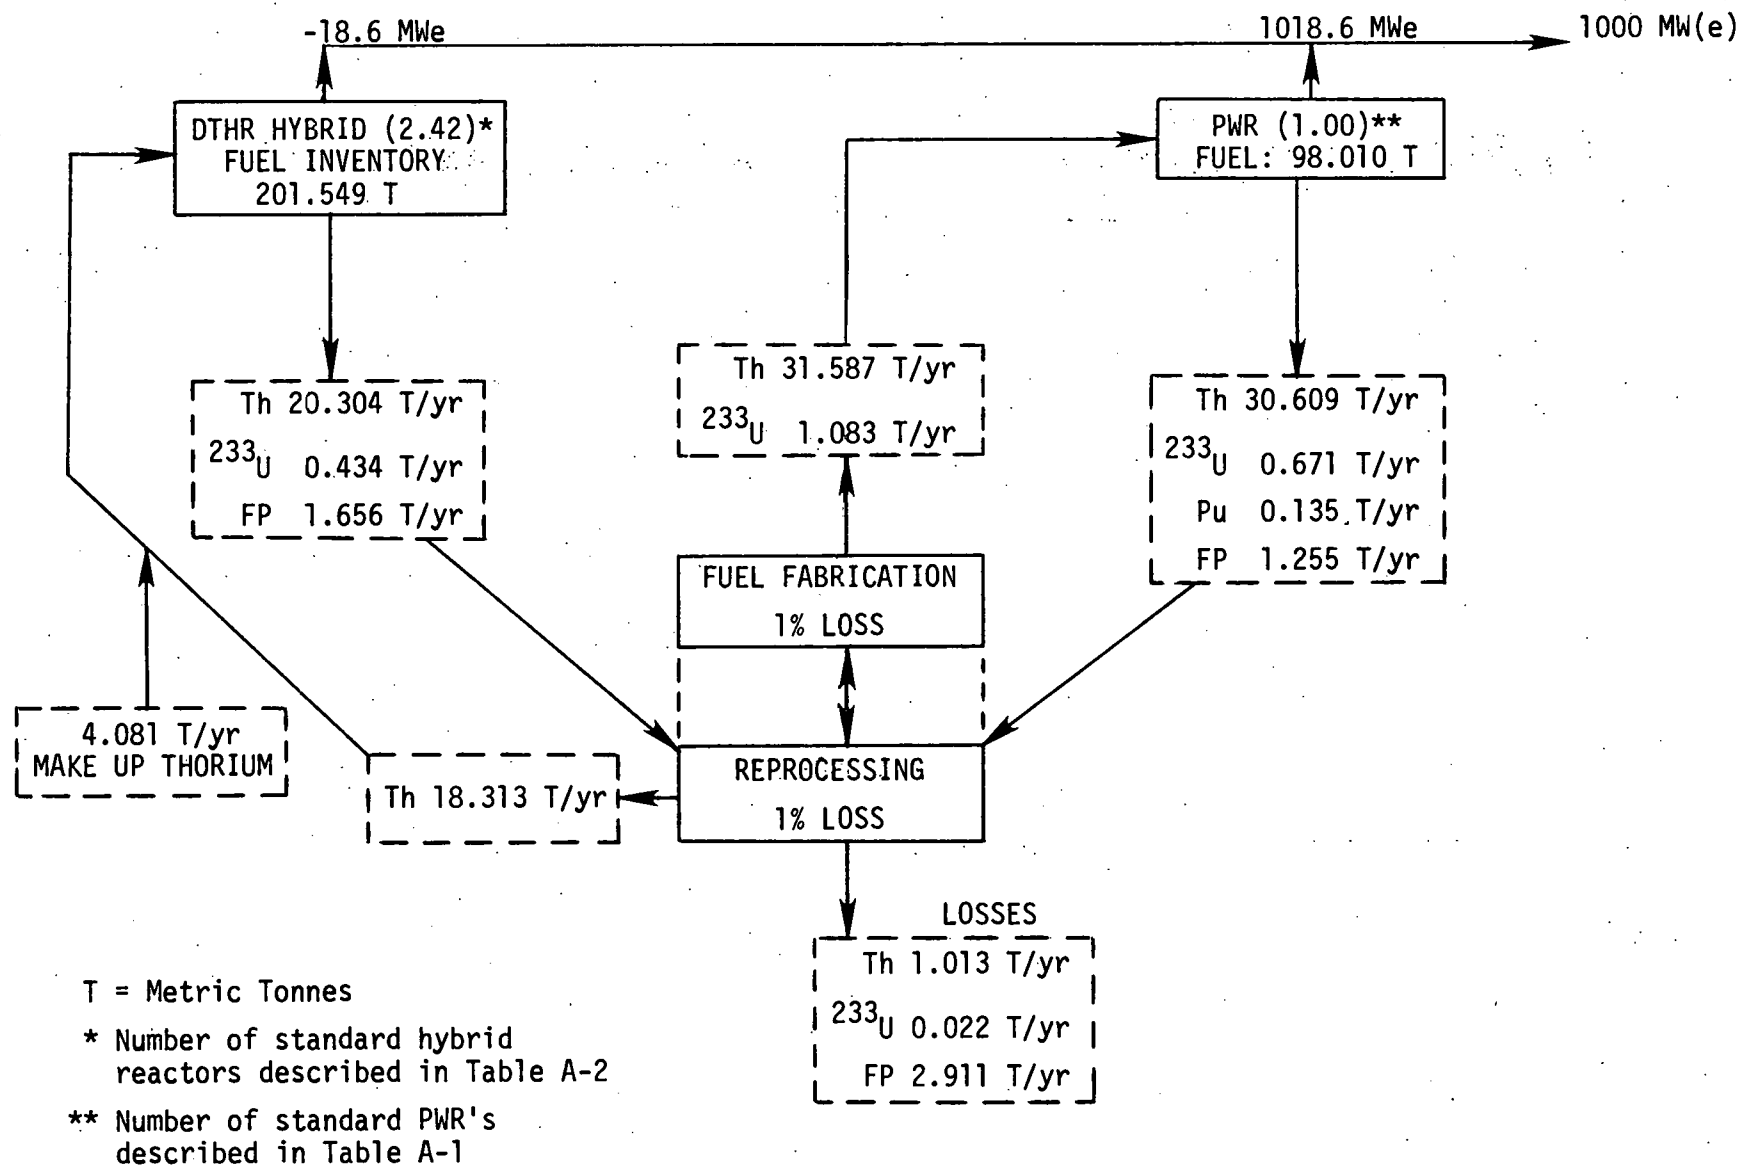 -18.6 MWe
1018.6 MWe
1000 MW(e)
DTHR HYBRID (2.42)*
FUEL INVENTORY
201.549 T
PWR (1.00)**
FUEL: 98.010 T
Th 20.304 T/yr
233U 0.434 T/yr
FP 1.656 T/yr
Th 31.587 T/yr
233U 1.083 T/yr
Th 30.609 T/yr
233U 0.671 T/yr
Pu 0.135 T/yr
FP 1.255 T/yr
FUEL FABRICATION
1% LOSS
4.081 T/yr
MAKE UP THORIUM
Th 18.313 T/yr
REPROCESSING
1% LOSS
LOSSES
Th 1.013 T/yr
233U 0.022 T/yr
FP 2.911 T/yr
T = Metric Tonnes
* Number of standard hybrid
reactors described in Table A-2
** Number of standard PWR's
described in Table A-1